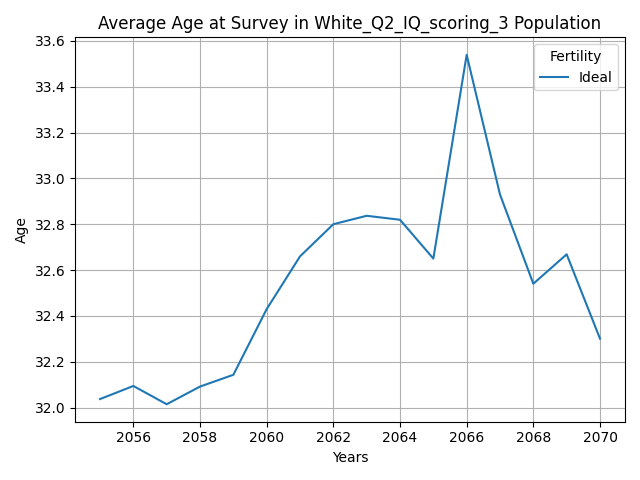 Average Age at Survey in White_Q2_IQ_scoring_3 Population
33.6
33.4
33.2
33.0
32.8
32.6
32.4
32.2
32.0
Age
Fertility
Ideal
2056 2058 2060 2062 2064 2066 2068 2070
Years